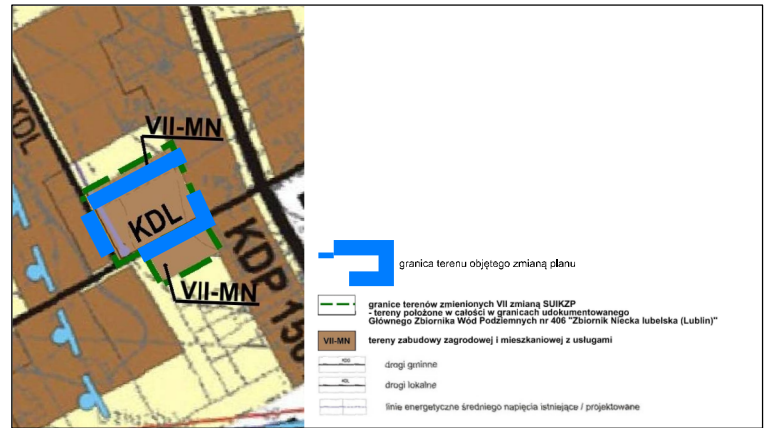 KDL
VII-MN
KDL
VII-MN
KDP 150
granica terenu objętego zmianą planu
granice terenów zmienionych VII zmianą SUIKZP
- tereny położone w całości w granicach udokumentowanego
Głównego Zbiornika Wód Podziemnych nr 406 "Zbiornik Niecka lubelska (Lublin)"
VII-MN tereny zabudowy zagrodowej i mieszkaniowej z usługami
KDG drogi gminne
KDL drogi lokalne
linie energetyczne średniego napięcia istniejące / projektowane